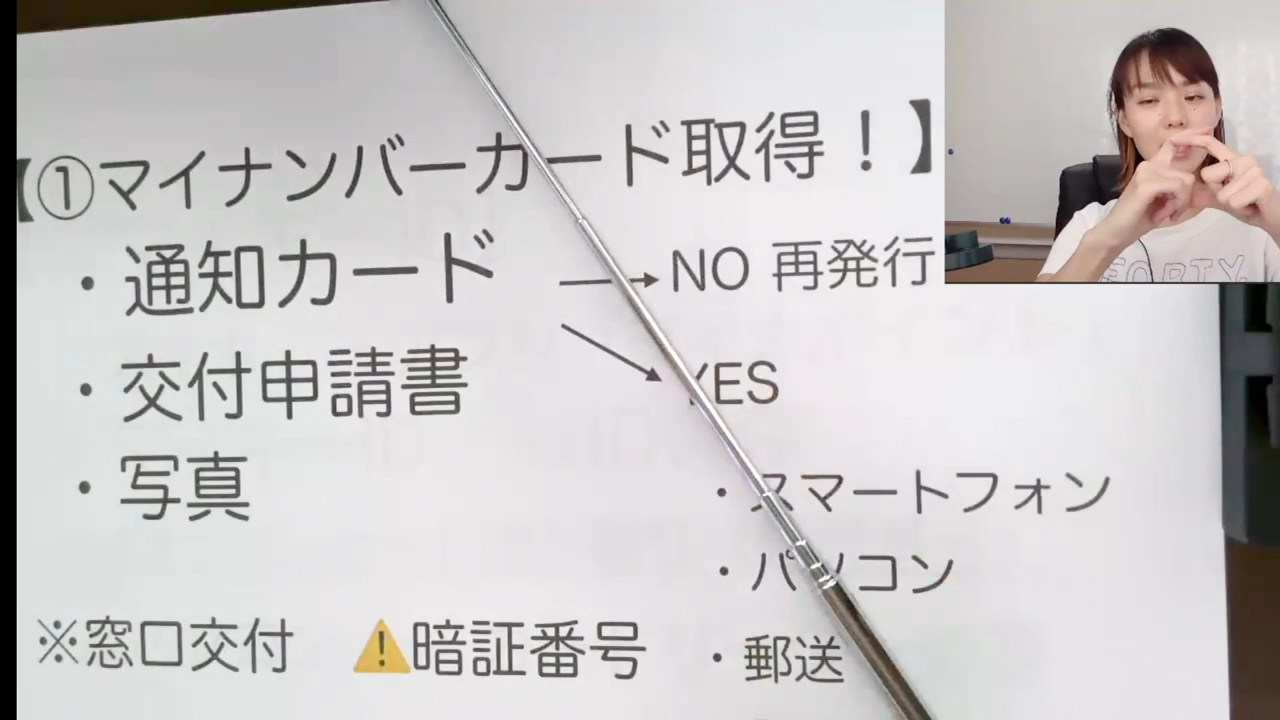 【①マイナンバーカード取得！】
・通知カード → NO 再発行
・交付申請書 YES
・写真
・スマートフォン
・パソコン
※窓口交付 ⚠暗証番号 ・郵送
FORTY